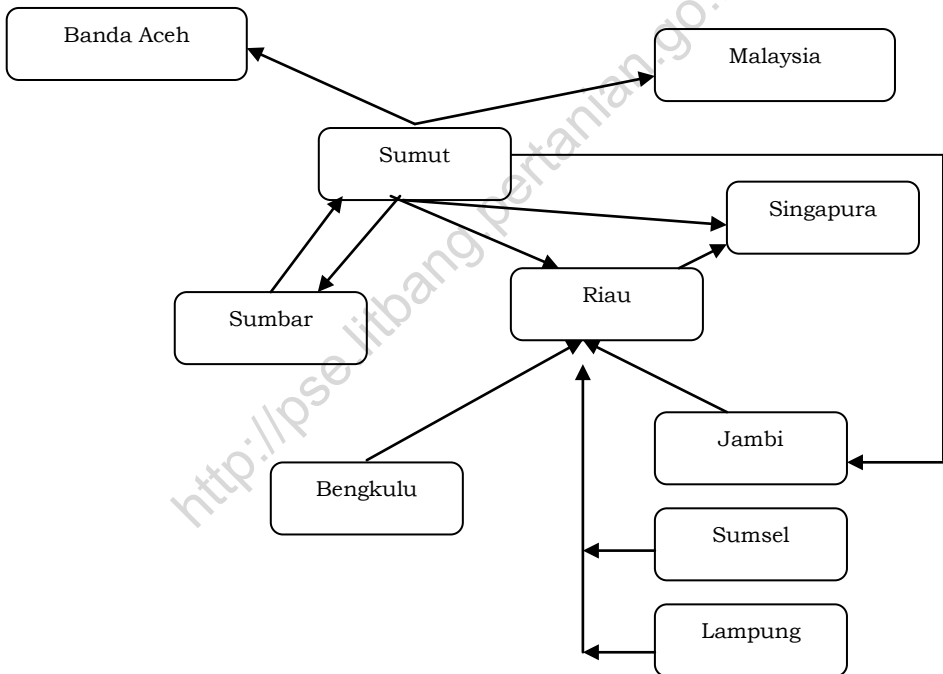 Banda Aceh
Malaysia
Sumut
Singapura
Riau
Sumbar
Jambi
Bengkulu
Sumsel
Lampung
http://pse.litbang.pertanian.go.